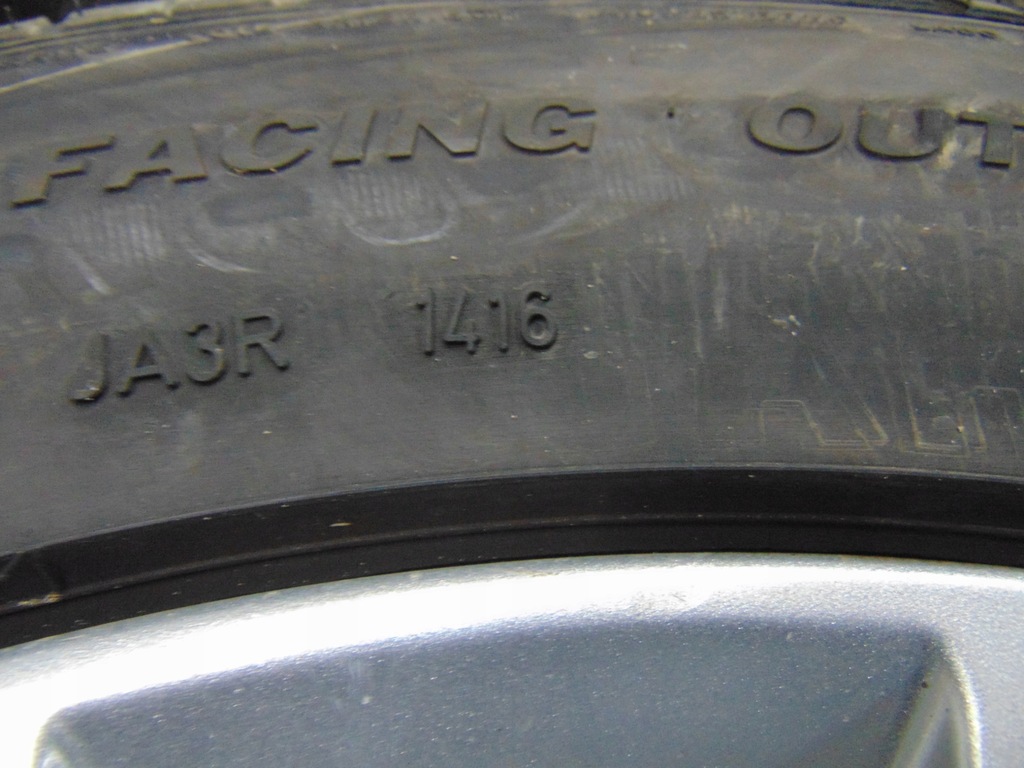 FACING OUT
JA3R 1416